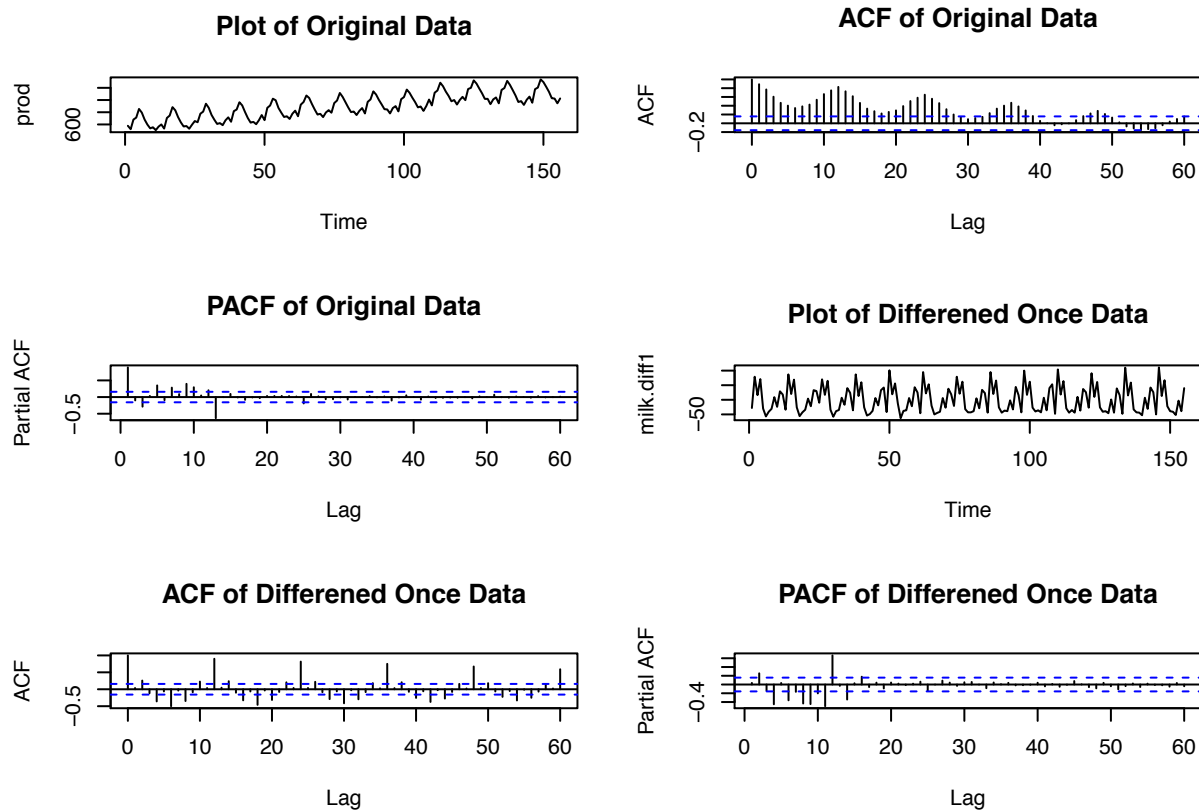 Plot of Original Data
prod
600
0 50 100 150
Time
ACF of Original Data
ACF
−0.2
0 10 20 30 40 50 60
Lag
PACF of Original Data
Partial ACF
−0.5
0 10 20 30 40 50 60
Lag
Plot of Differened Once Data
milk.diff1
−50
0 50 100 150
Time
ACF of Differened Once Data
ACF
−0.5
0 10 20 30 40 50 60
Lag
PACF of Differened Once Data
Partial ACF
−0.4
0 10 20 30 40 50 60
Lag